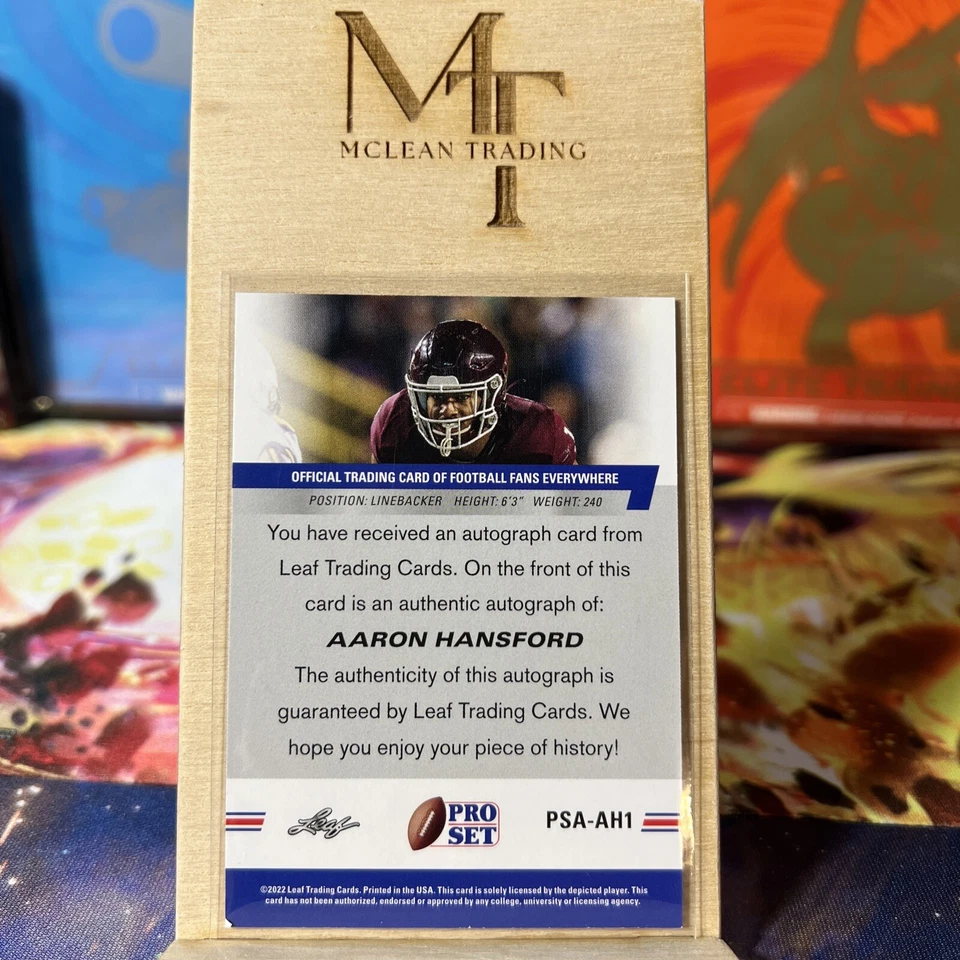 MT
MCLEAN TRADING
OFFICIAL TRADING CARD OF FOOTBALL FANS EVERYWHERE
POSITION: LINEBACKER HEIGHT: 6'3" WEIGHT: 240
You have received an autograph card from
Leaf Trading Cards. On the front of this
card is an authentic autograph of:
AARON HANSFORD
The authenticity of this autograph is
guaranteed by Leaf Trading Cards. We
hope you enjoy your piece of history!
Leaf
PRO
SET
PSA-AH1
©2022 Leaf Trading Cards. Printed in the USA. This card is solely licensed by the depicted player. This
card has not been authorized, endorsed or approved by any college, university or licensing agency.